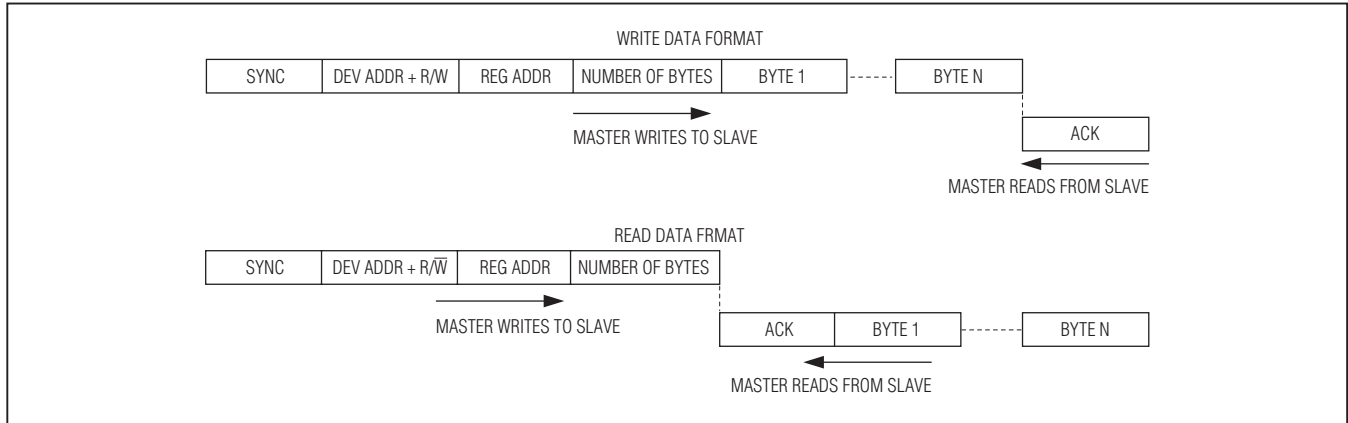 WRITE DATA FORMAT
SYNC DEV ADDR + R/W REG ADDR NUMBER OF BYTES BYTE 1 BYTE N
MASTER WRITES TO SLAVE
ACK
MASTER READS FROM SLAVE
READ DATA FRMAT
SYNC DEV ADDR + R/W̅ REG ADDR NUMBER OF BYTES
MASTER WRITES TO SLAVE
ACK BYTE 1 BYTE N
MASTER READS FROM SLAVE